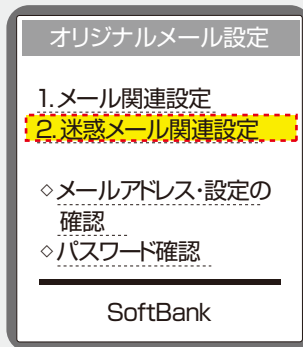 オリジナルメール設定
1.メール関連設定
2.迷惑メール関連設定
◇メールアドレス・設定の
確認
◇パスワード確認
SoftBank